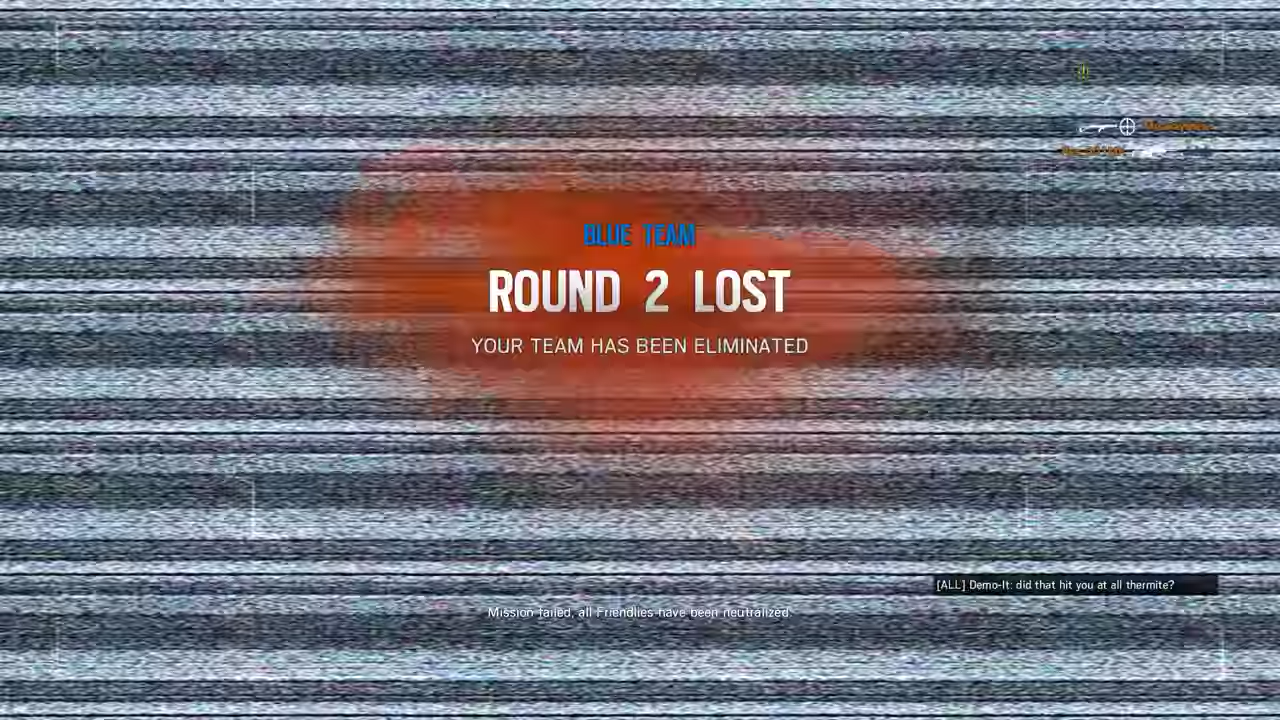 BLUE TEAM
ROUND 2 LOST
YOUR TEAM HAS BEEN ELIMINATED
[ALL] Demo-It: did that hit you at all thermite?
Mission failed, all Friendlies have been neutralized.